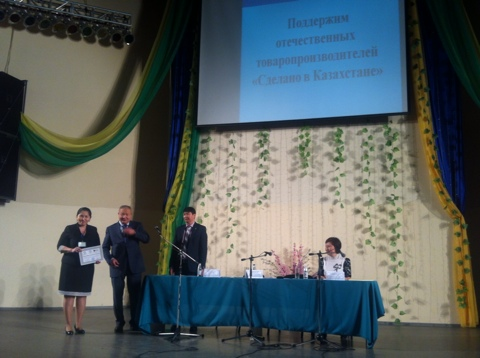 Поддержим
отечественных
товаропроизводителей
«Сделано в Казахстане»